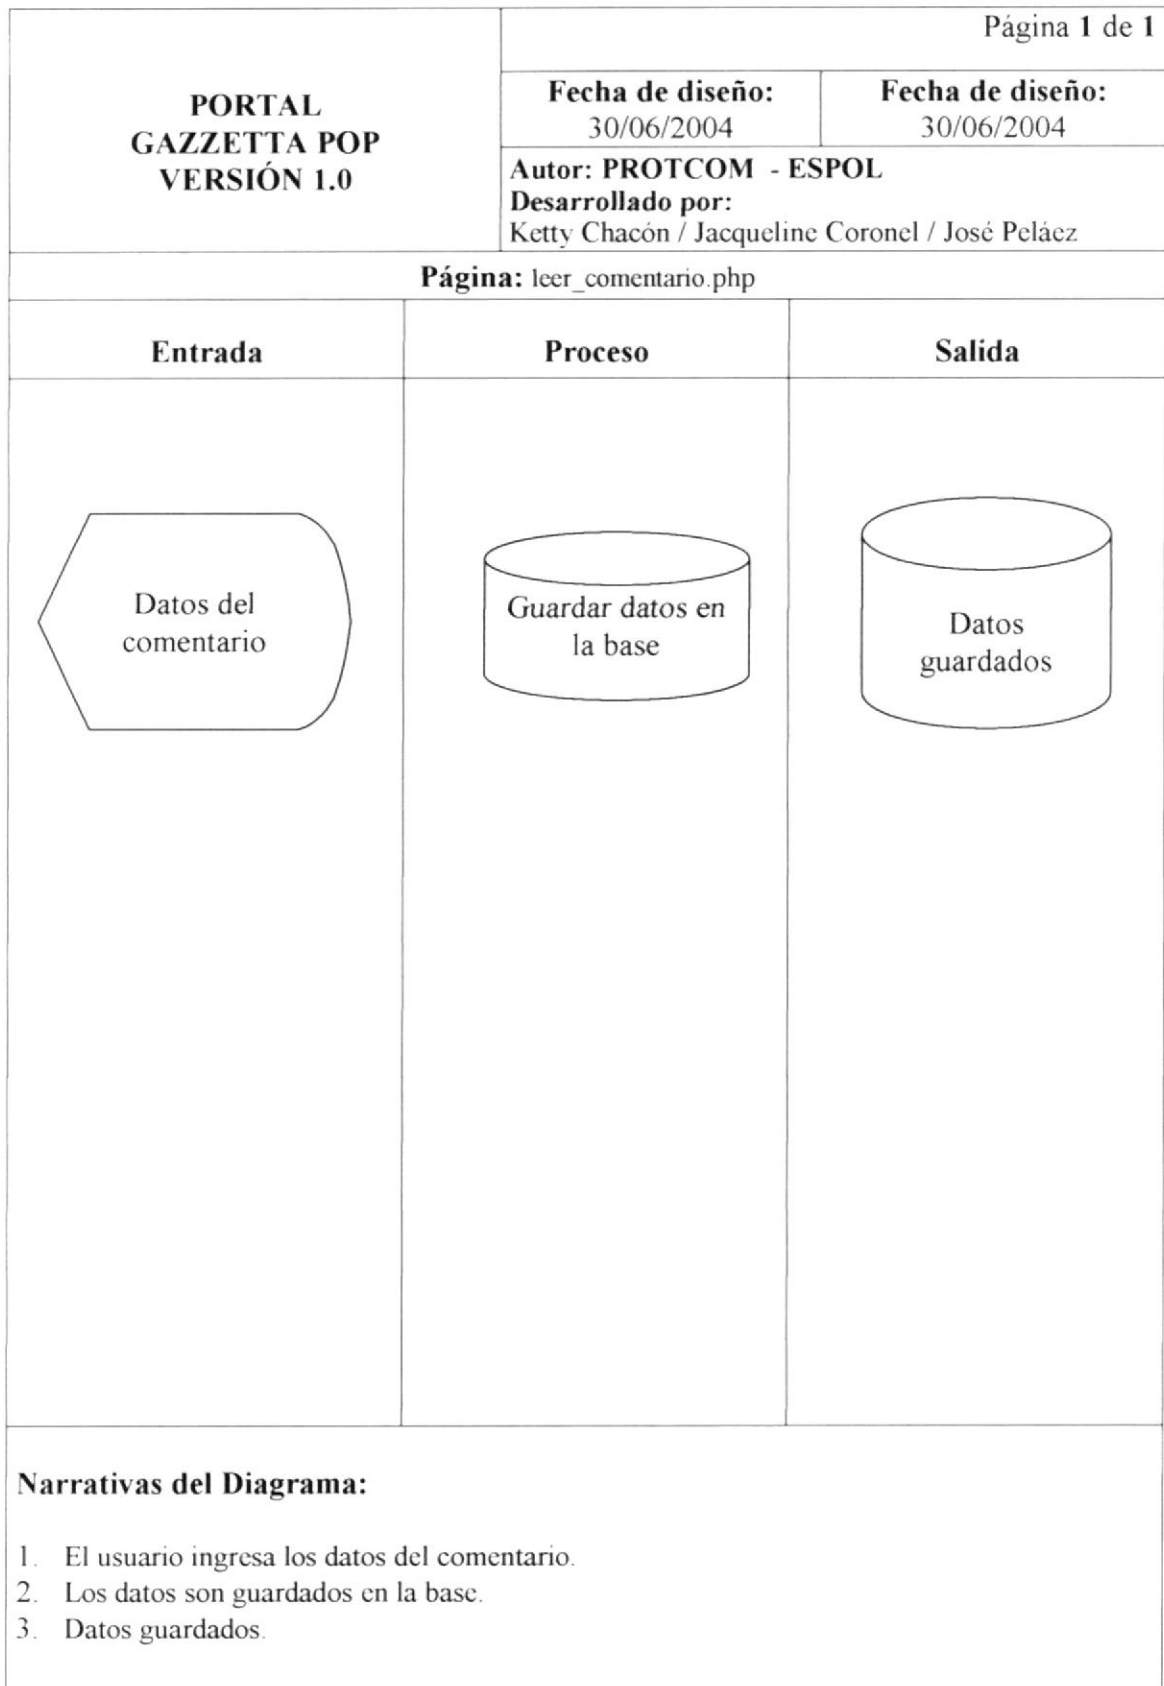 Página 1 de 1
PORTAL
GAZZETTA POP
VERSIÓN 1.0
Fecha de diseño:
30/06/2004
Fecha de diseño:
30/06/2004
Autor: PROTCOM - ESPOL
Desarrollado por:
Ketty Chacón / Jacqueline Coronel / José Peláez
Página: leer_comentario.php
Entrada
Proceso
Salida
Datos del
comentario
Guardar datos en
la base
Datos
guardados
Narrativas del Diagrama:
1. El usuario ingresa los datos del comentario.
2. Los datos son guardados en la base.
3. Datos guardados.